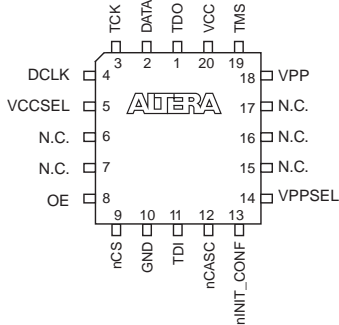 TCK DATA TDO VCC TMS
3 2 1 20 19
DCLK 4 18 VPP
VCCSEL 5 ALTERA 17 N.C.
N.C. 6 16 N.C.
N.C. 7 15 N.C.
OE 8 14 VPPSEL
9 10 11 12 13
nCS GND TDI nCASC nINIT_CONF